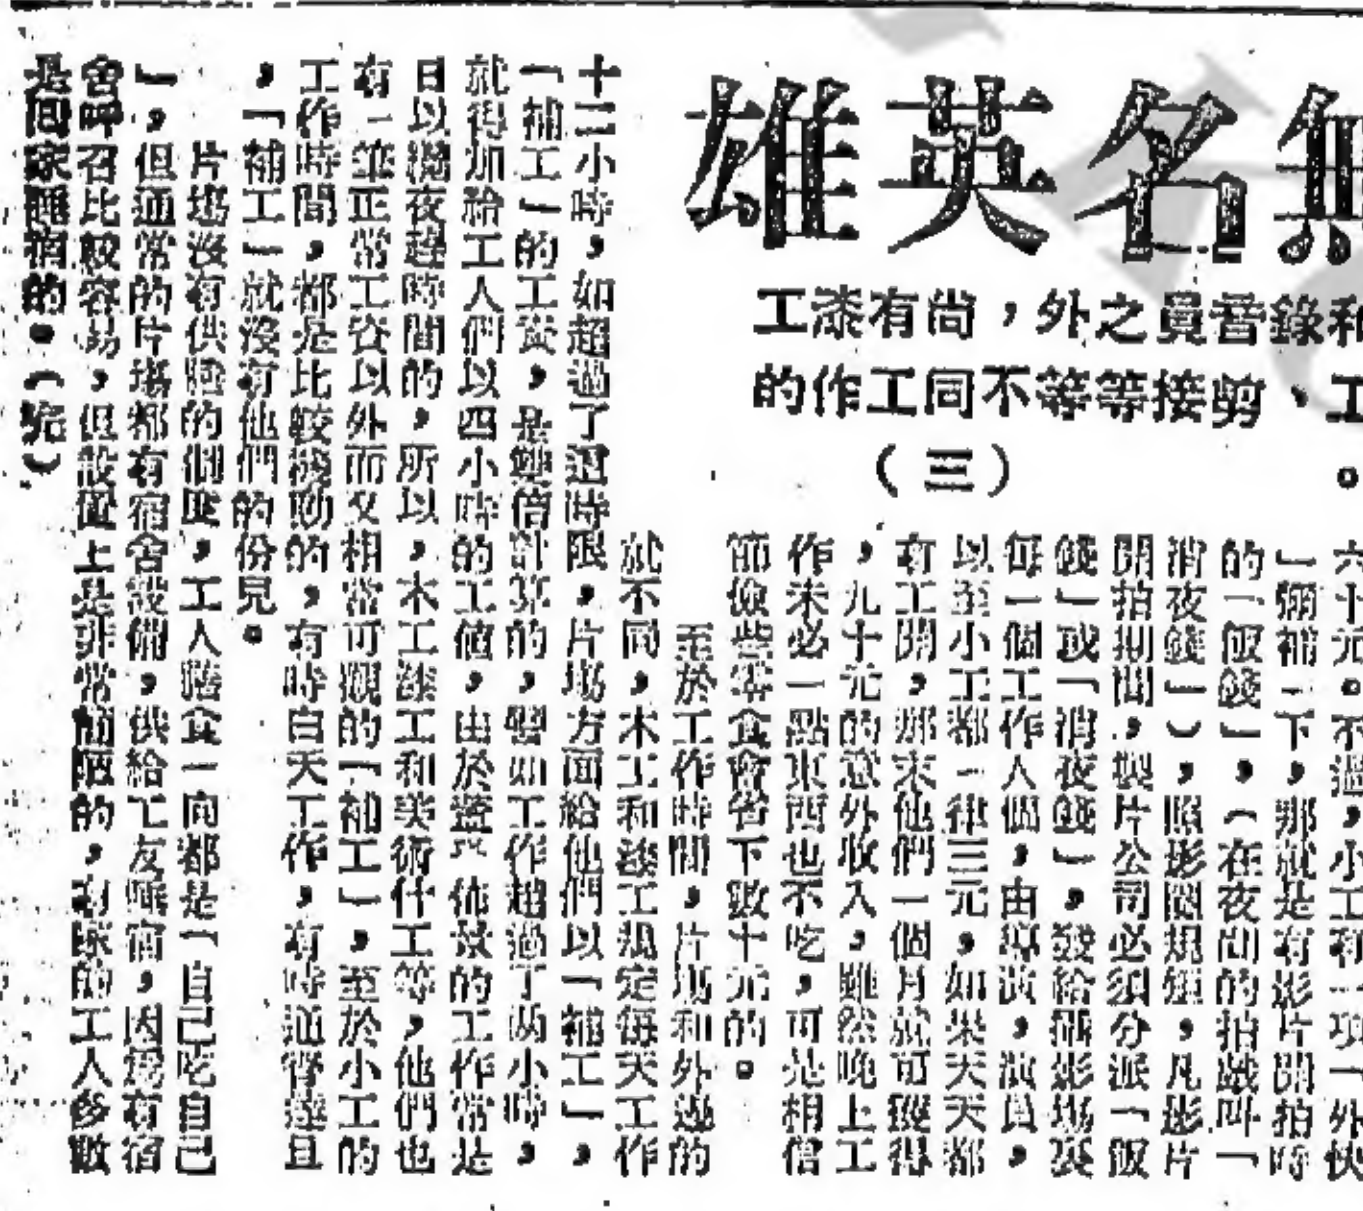 無名英雄
和錄音員之外，尚有漆工
工、剪接等等不同工作的
。
（三）
六十元。不過，小工有一項「外快
」彌補一下，那就是有影片開拍時
的「飯錢」，（在夜間的拍戲叫「
消夜錢」），照影圈規矩，凡影片
開拍期間，製片公司必須分派「飯
錢」或「消夜錢」，發給攝影場裏
每一個工作人個，由導演，演員，
以至小工都一律三元，如果天天都
有工開，那末他們一個月就可獲得
，九十元的意外收入，雖然晚上工
作未必一點東西也不吃，可是相信
節儉些零食會省下數十元的。
至於工作時間，片場和外邊的
就不同，木工和漆工規定每天工作
十二小時，如超過了這時限，片場方面給他們以「補工」，
「補工」的工資，是雙倍計算的，譬如工作超過了兩小時，
就得加給工人們以四小時的工值，由於蓋搭佈景的工作常是
日以繼夜趕時間的，所以，木工漆工和美術什工等，他們也
有一筆正常工資以外而又相當可觀的「補工」，至於小工的
工作時間，都是比較機動的，有時白天工作，有時通宵達旦
，「補工」就沒有他們的份兒。
片場沒有供膳的制度，工人膳食一向都是「自己吃自己
」，但通常的片場都有宿舍設備，供給工友睡宿，因爲有宿
舍呼召比較容易，但設置上是非常簡陋的，有家的工人多數
是回家睡宿的。（完）